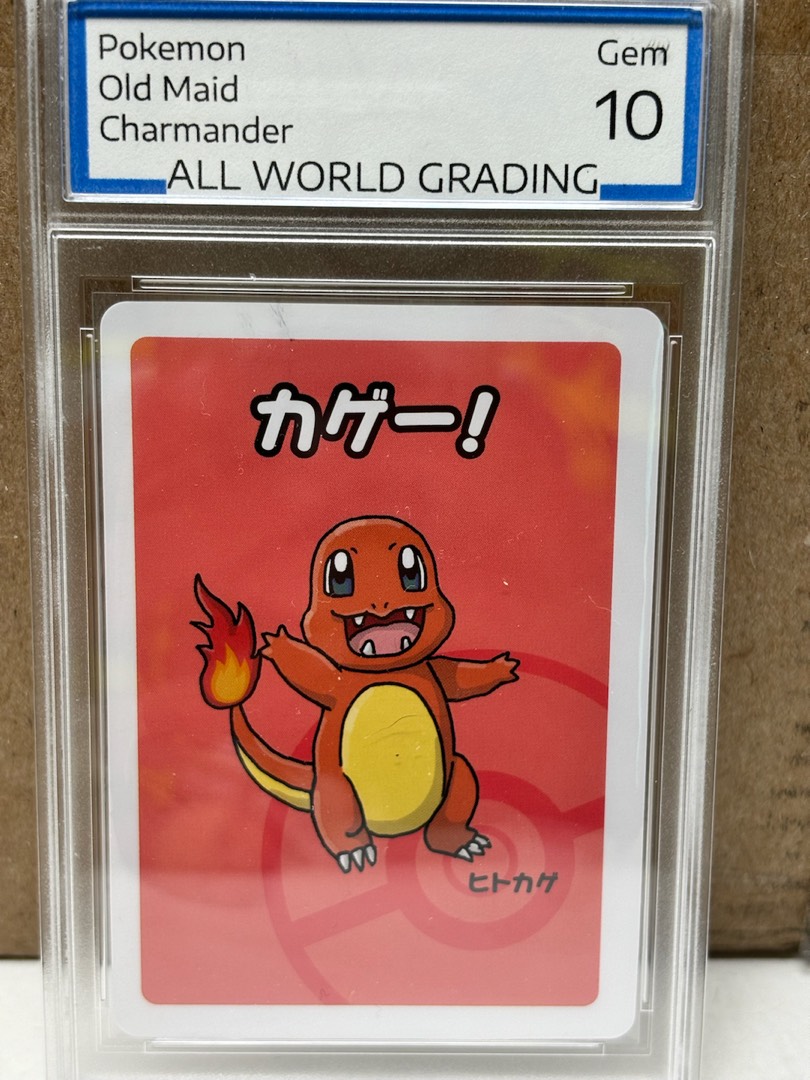 Pokemon
Old Maid
Charmander
Gem
10
ALL WORLD GRADING
カゲー!
ヒトカゲ